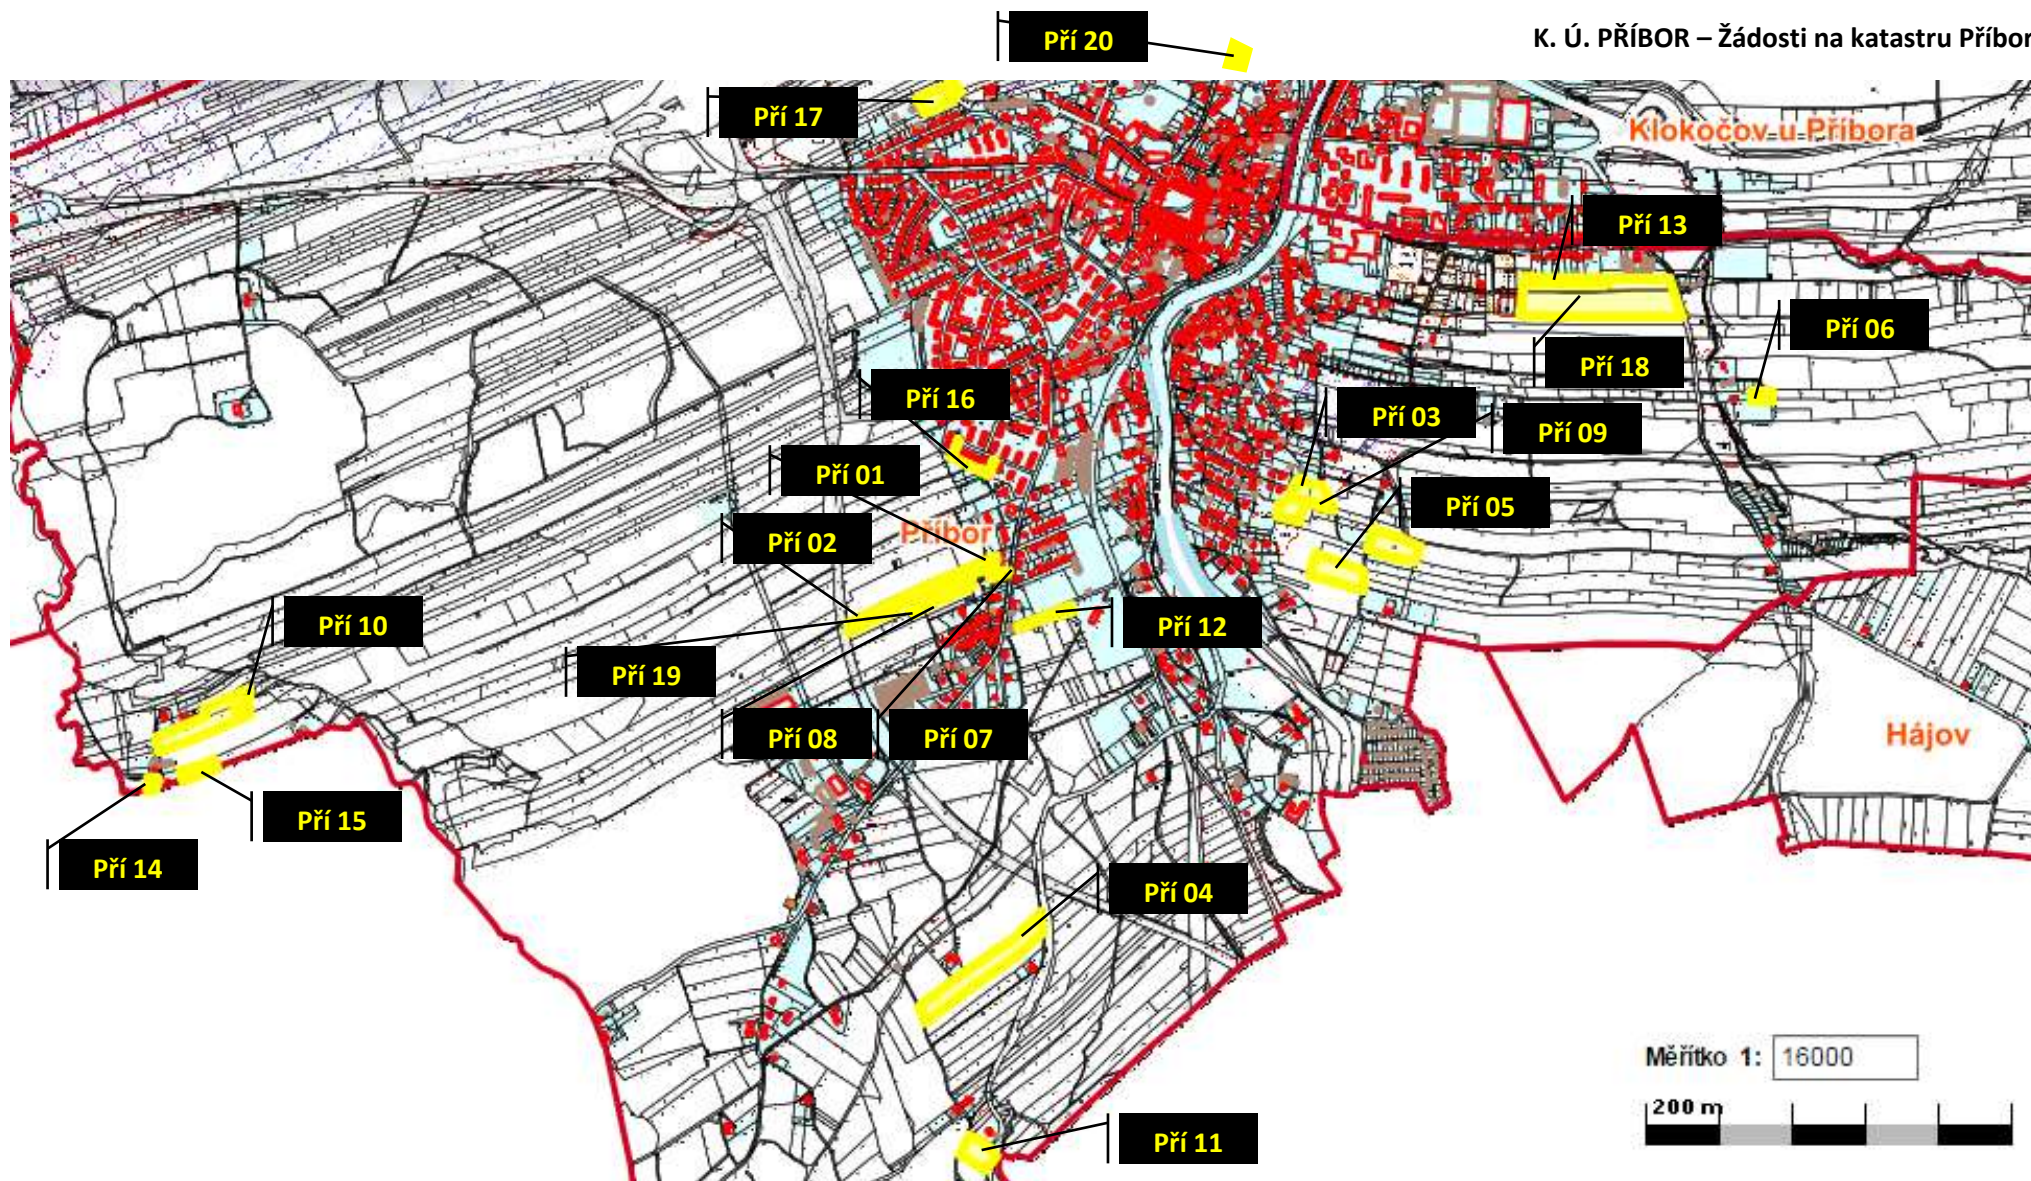 Pří 20
K. Ú. PŘÍBOR – Žádosti na katastru Příbor
Pří 17
Klokočov u Příbora
Pří 13
Pří 06
Pří 18
Pří 16
Pří 03
Pří 09
Pří 01
Pří 05
Příbor
Pří 02
Pří 10
Pří 12
Pří 19
Pří 08
Pří 07
Hájov
Pří 15
Pří 14
Pří 04
Měřítko 1: 16000
200 m
Pří 11